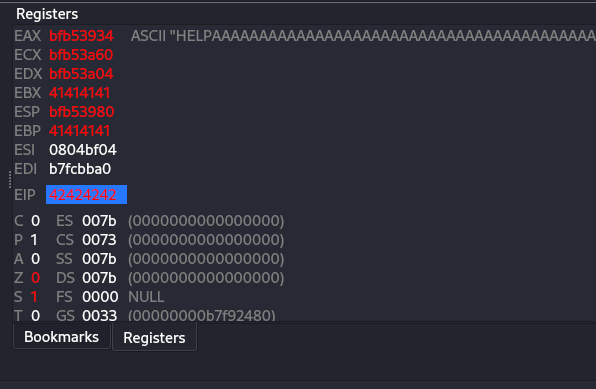 Registers
EAX bfb53934 ASCII "HELPAAAAAAAAAAAAAAAAAAAAAAAAAAAAAAAAAAAAAAAAA
ECX bfb53a60
EDX bfb53a04
EBX 41414141
ESP bfb53980
EBP 41414141
ESI 0804bf04
EDI b7fcbba0
EIP 42424242
C 0 ES 007b (0000000000000000)
P 1 CS 0073 (0000000000000000)
A 0 SS 007b (0000000000000000)
Z 0 DS 007b (0000000000000000)
S 1 FS 0000 NULL
T 0 GS 0033 (00000000b7f92480)
Bookmarks Registers